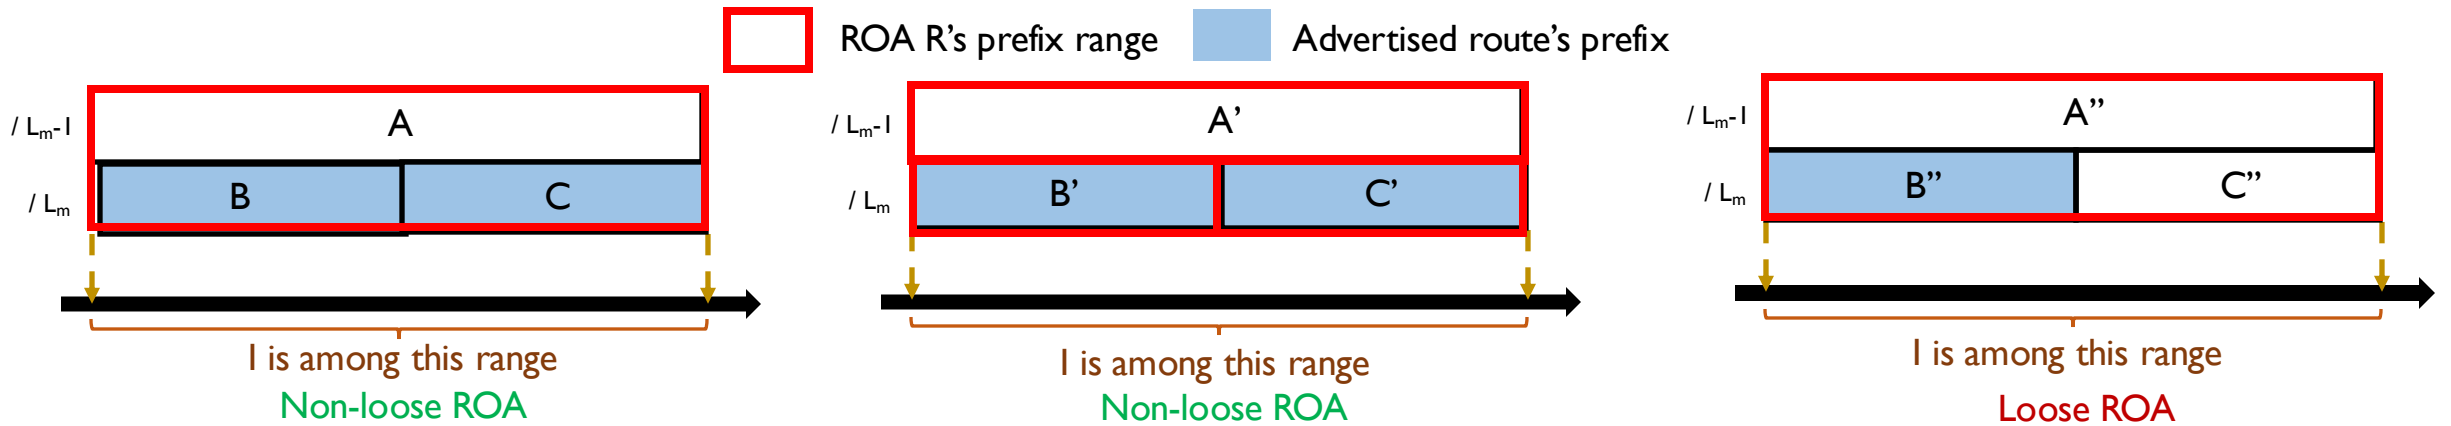 ROA R’s prefix range
Advertised route’s prefix
/ Lm-1
A
/ Lm
B
C
I is among this range
Non-loose ROA
/ Lm-1
A’
/ Lm
B’
C’
I is among this range
Non-loose ROA
/ Lm-1
A’’
/ Lm
B’’
C’’
I is among this range
Loose ROA